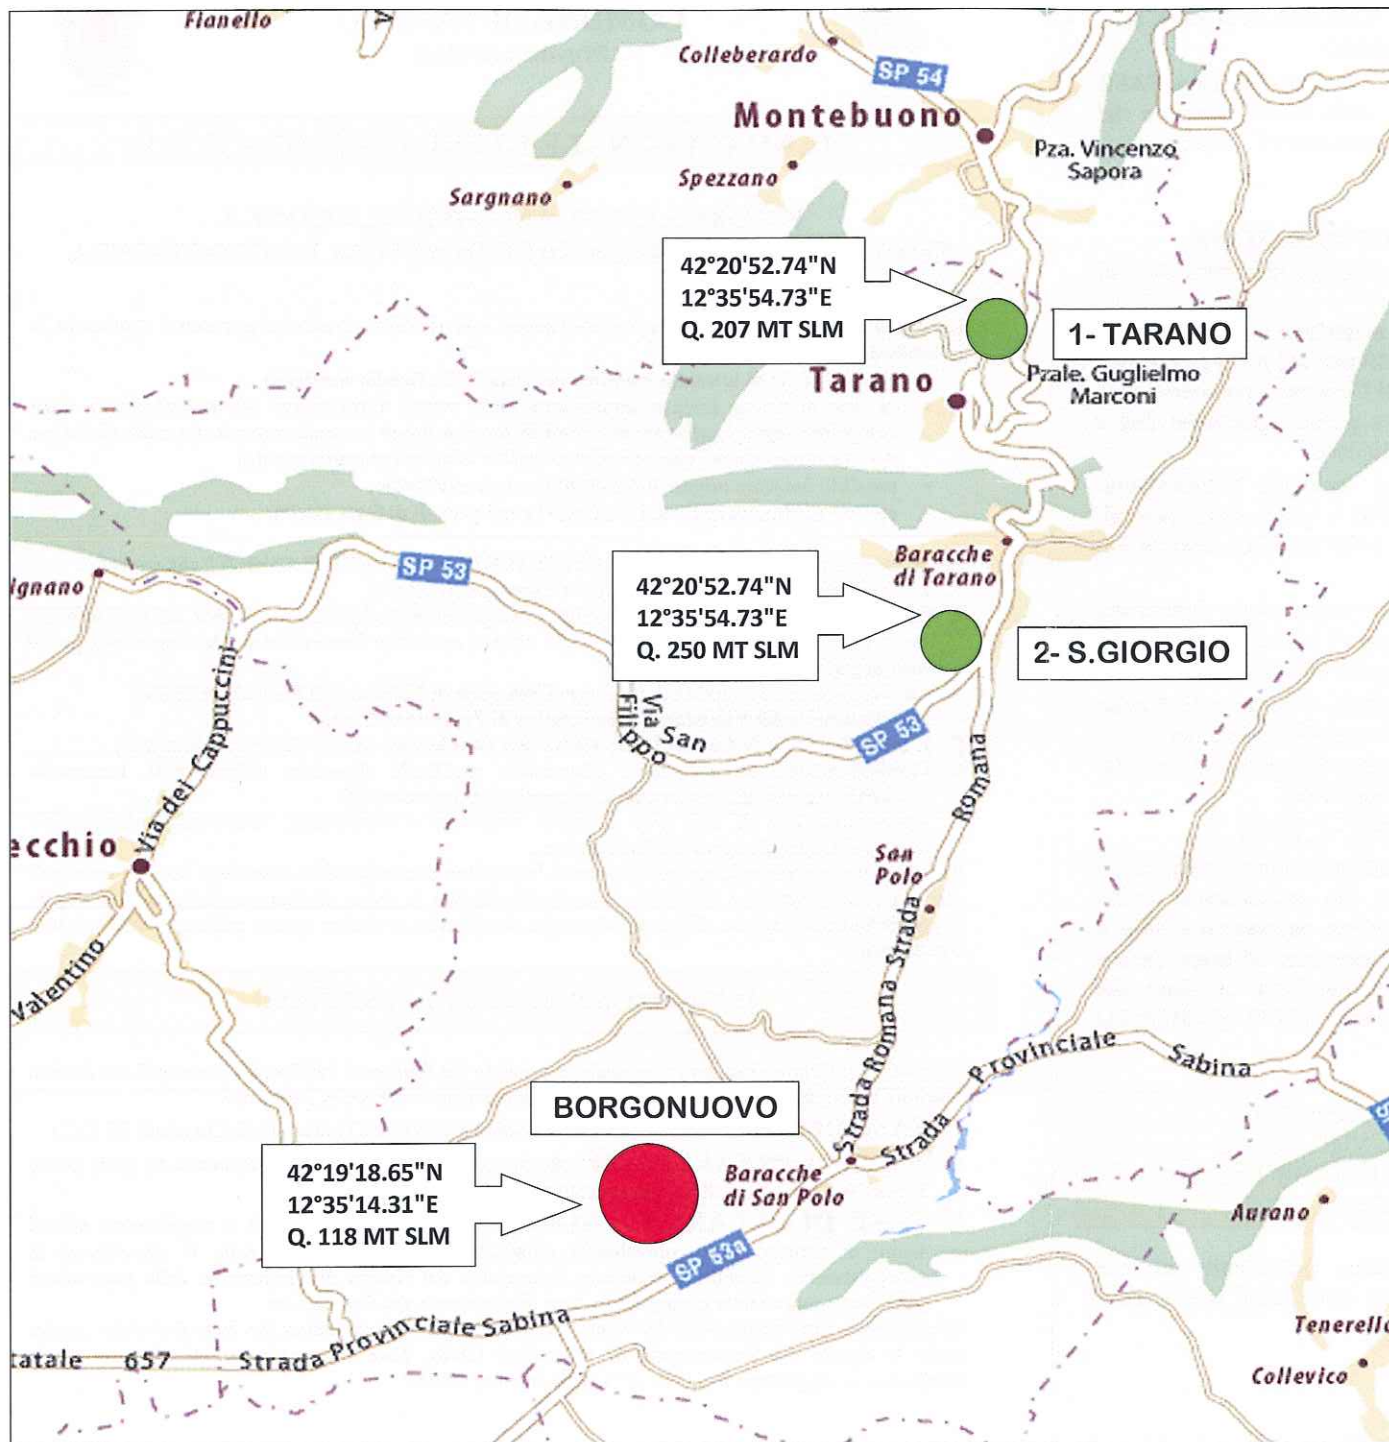 Fianello
Colleberardo
SP 54
Montebuono
Pza. Vincenzo
Sapora
Spezzano
Sargnano
42°20'52.74"N
12°35'54.73"E
Q. 207 MT SLM
1- TARANO
Tarano
Pzale. Guglielmo
Marconi
SP 53
Baracche
di Tarano
ignano
42°20'52.74"N
12°35'54.73"E
Q. 250 MT SLM
2- S.GIORGIO
Via San
Filippo
SP 53
Via dei Cappuccini
Romana
ecchio
San
Polo
Strada
Valentino
Strada Romana
Provinciale
Sabina
BORGONUOVO
Strada
42°19'18.65"N
12°35'14.31"E
Q. 118 MT SLM
Baracche
di San Polo
Aurano
SP 53a
Strada Provinciale Sabina
tatale 657
Tenerello
Collevico